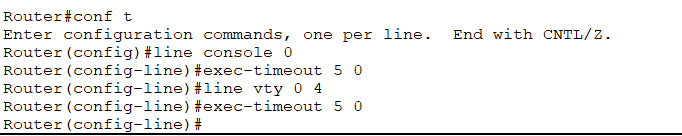 Router#conf t
Enter configuration commands, one per line.  End with CNTL/Z.
Router(config)#line console 0
Router(config-line)#exec-timeout 5 0
Router(config-line)#line vty 0 4
Router(config-line)#exec-timeout 5 0
Router(config-line)#